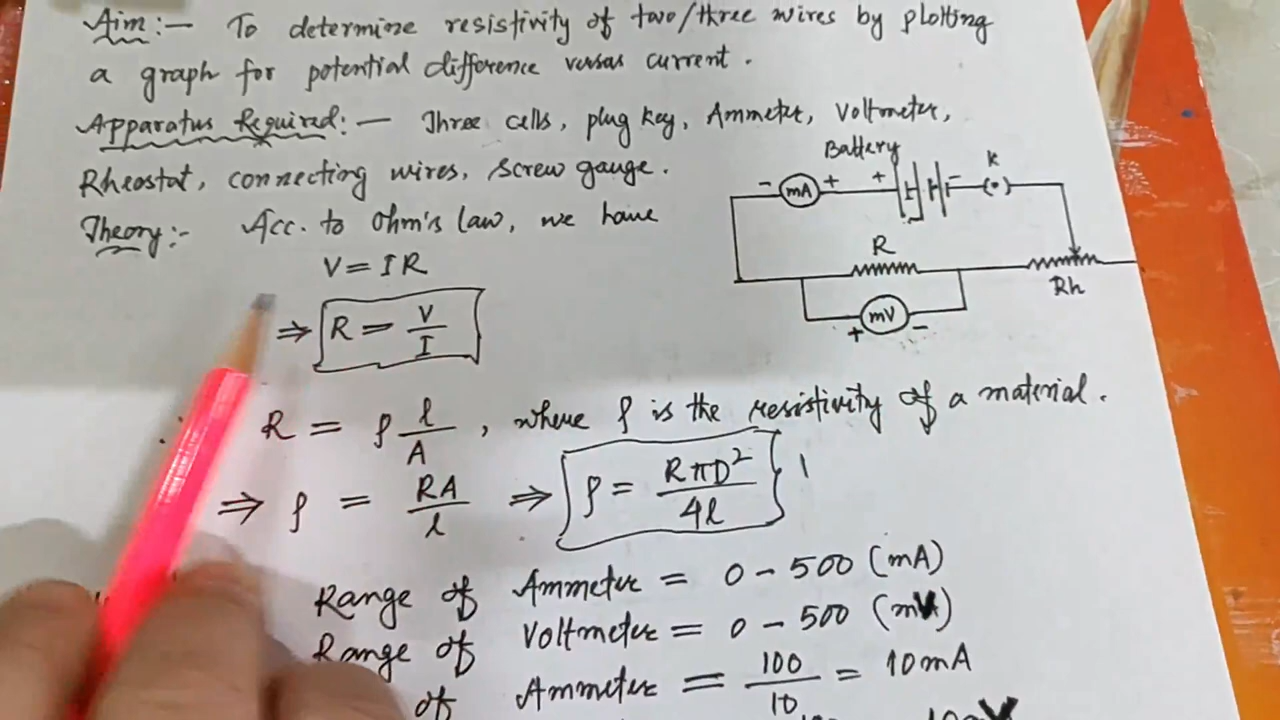 Aim:— To determine resistivity of two/three wires by plotting
a graph for potential difference versus current.
Apparatus Required:— Three cells, plug key, Ammeter, Voltmeter,
Rheostat, connecting wires, screw gauge.
Battery
K
- mA + + -
Theory:- Acc. to Ohm's law, we have
V = IR
R
Rh
+ mV -
⇒ R = V/I
∴ R = ρ l/A, where ρ is the resistivity of a material.
⇒ ρ = RA/l ⇒ ρ = RπD²/4l
Range of Ammeter = 0 - 500 (mA)
Range of Voltmeter = 0 - 500 (mV)
of Ammeter = 100/10 = 10mA